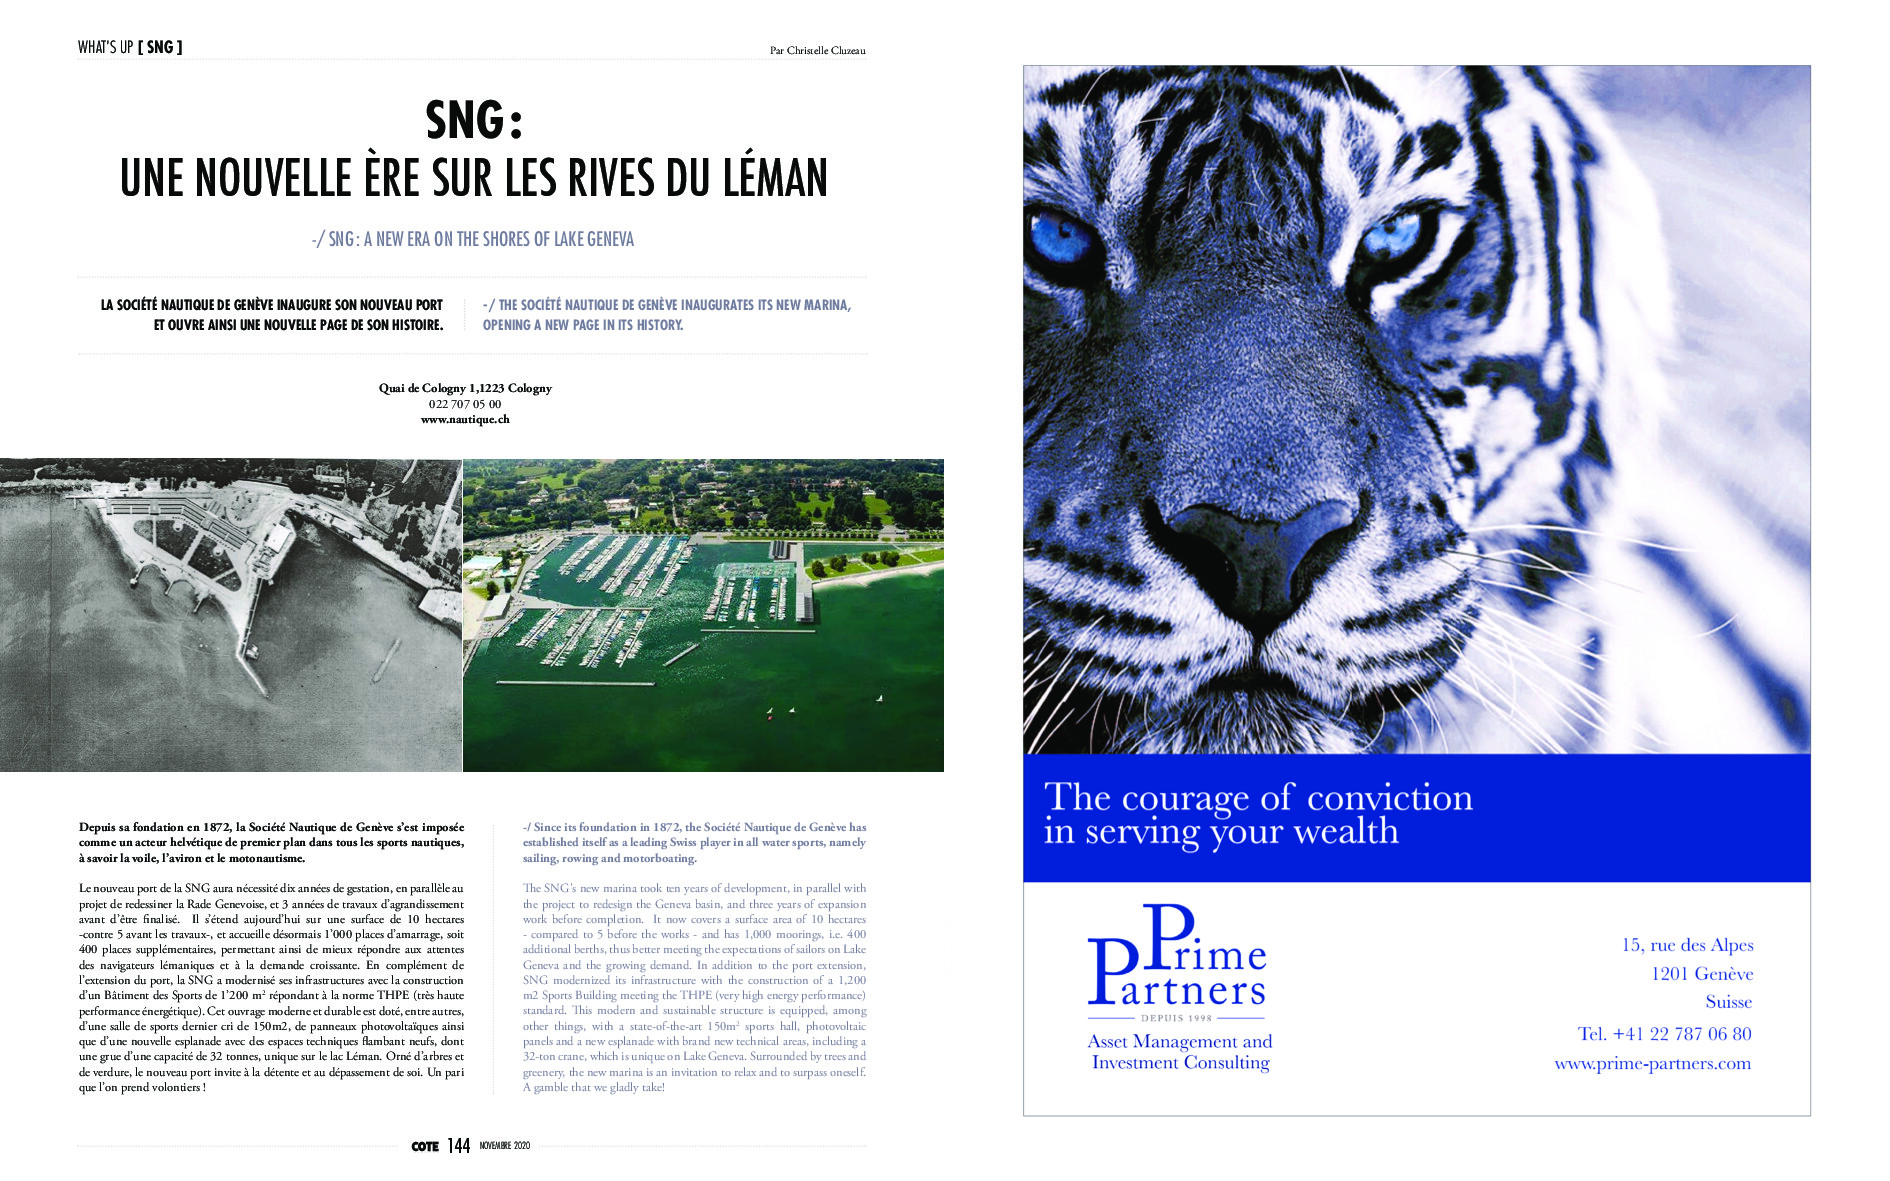 WHAT'S UP [ SNG ]
Par Christelle Cluzeau
SNG :
UNE NOUVELLE ÈRE SUR LES RIVES DU LÉMAN
-/ SNG : A NEW ERA ON THE SHORES OF LAKE GENEVA
LA SOCIÉTÉ NAUTIQUE DE GENÈVE INAUGURE SON NOUVEAU PORT
ET OUVRE AINSI UNE NOUVELLE PAGE DE SON HISTOIRE.
-/ THE SOCIÉTÉ NAUTIQUE DE GENÈVE INAUGURATES ITS NEW MARINA,
OPENING A NEW PAGE IN ITS HISTORY.
Quai de Cologny 1,1223 Cologny
022 707 05 00
www.nautique.ch
Depuis sa fondation en 1872, la Société Nautique de Genève s'est imposée
comme un acteur helvétique de premier plan dans tous les sports nautiques,
à savoir la voile, l'aviron et le motonautisme.
Le nouveau port de la SNG aura nécessité dix années de gestation, en parallèle au
projet de redessiner la Rade Genevoise, et 3 années de travaux d'agrandissement
avant d'être finalisé. Il s'étend aujourd'hui sur une surface de 10 hectares
-contre 5 avant les travaux-, et accueille désormais 1'000 places d'amarrage, soit
400 places supplémentaires, permettant ainsi de mieux répondre aux attentes
des navigateurs lémaniques et à la demande croissante. En complément de
l'extension du port, la SNG a modernisé ses infrastructures avec la construction
d'un Bâtiment des Sports de 1'200 m² répondant à la norme THPE (très haute
performance énergétique). Cet ouvrage moderne et durable est doté, entre autres,
d'une salle de sports dernier cri de 150m2, de panneaux photovoltaïques ainsi
que d'une nouvelle esplanade avec des espaces techniques flambant neufs, dont
une grue d'une capacité de 32 tonnes, unique sur le lac Léman. Orné d'arbres et
de verdure, le nouveau port invite à la détente et au dépassement de soi. Un pari
que l'on prend volontiers !
-/ Since its foundation in 1872, the Société Nautique de Genève has
established itself as a leading Swiss player in all water sports, namely
sailing, rowing and motorboating.
The SNG's new marina took ten years of development, in parallel with
the project to redesign the Geneva basin, and three years of expansion
work before completion. It now covers a surface area of 10 hectares
- compared to 5 before the works - and has 1,000 moorings, i.e. 400
additional berths, thus better meeting the expectations of sailors on Lake
Geneva and the growing demand. In addition to the port extension,
SNG modernized its infrastructure with the construction of a 1,200
m2 Sports Building meeting the THPE (very high energy performance)
standard. This modern and sustainable structure is equipped, among
other things, with a state-of-the-art 150m² sports hall, photovoltaic
panels and a new esplanade with brand new technical areas, including a
32-ton crane, which is unique on Lake Geneva. Surrounded by trees and
greenery, the new marina is an invitation to relax and to surpass oneself.
A gamble that we gladly take!
COTE 144 NOVEMBRE 2020
The courage of conviction
in serving your wealth
Prime
Partners
DEPUIS 1998
Asset Management and
Investment Consulting
15, rue des Alpes
1201 Genève
Suisse
Tel. +41 22 787 06 80
www.prime-partners.com